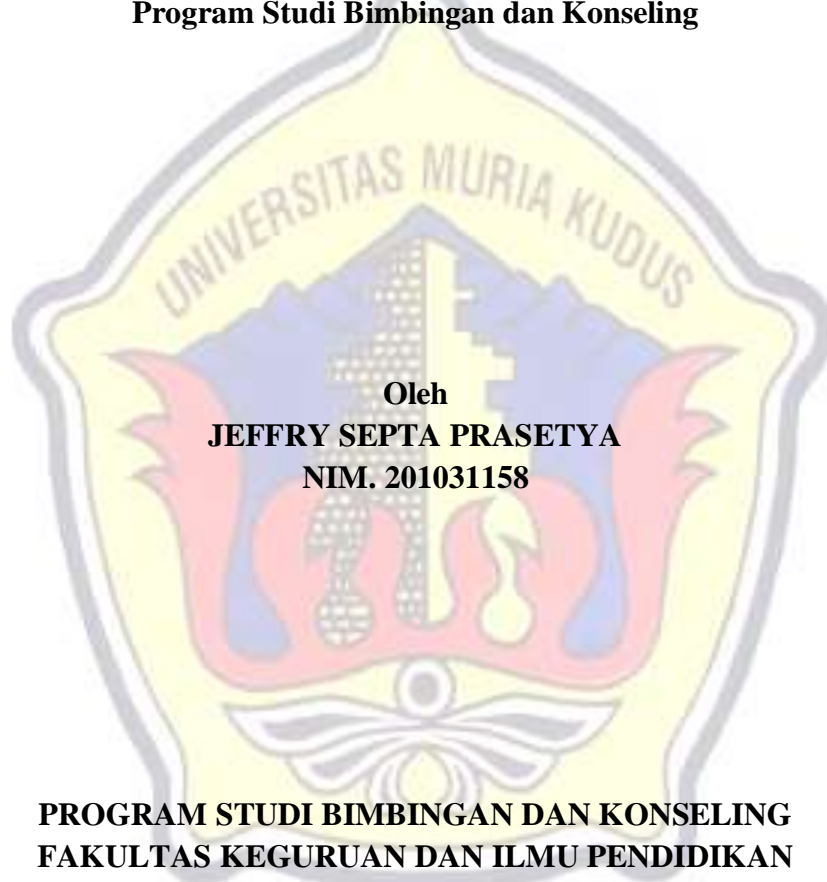 Program Studi Bimbingan dan Konseling
UNIVERSITAS MURIA KUDUS
Oleh
JEFFRY SEPTA PRASETYA
NIM. 201031158
PROGRAM STUDI BIMBINGAN DAN KONSELING
FAKULTAS KEGURUAN DAN ILMU PENDIDIKAN